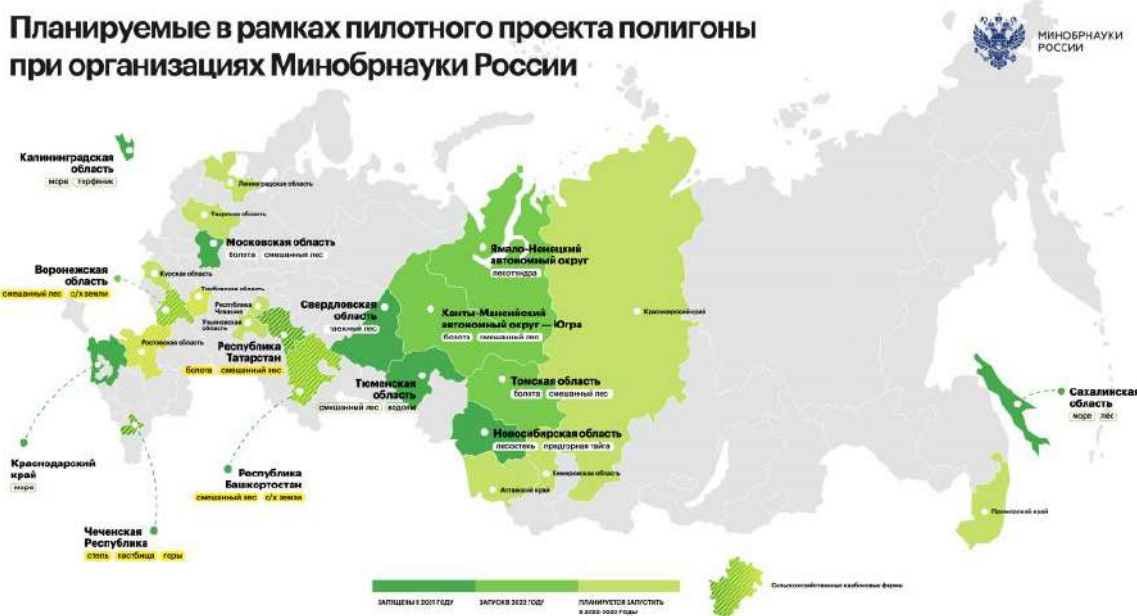 Планируемые в рамках пилотного проекта полигоны
при организациях Минобрнауки России
МИНОБРНАУКИ
РОССИИ
Калининградская
область
море торфяник
Ленинградская область
Тверская область
Московская область
болота смешанный лес
Воронежская
область
смешанный лес с/х земли
Курская область
Тамбовская область
Республика
Чувашия
Ульяновская
область
Ростовская область
Республика
Татарстан
болота смешанный лес
Свердловская
область
таежный лес
Ямало-Ненецкий
автономный округ
лесотундра
Ханты-Мансийский
автономный округ — Югра
болота смешанный лес
Красноярский край
Тюменская
область
смешанный лес водоемы
Томская область
болота смешанный лес
Новосибирская область
лесостепь предгорная тайга
Кемеровская область
Алтайский край
Сахалинская
область
море лес
Приморский край
Краснодарский
край
море
Республика
Башкортостан
смешанный лес с/х земли
Чеченская
Республика
степь пастбища горы
ЗАПУЩЕНЫ В 2021 ГОДУ
ЗАПУСК В 2022 ГОДУ
ПЛАНИРУЕТСЯ ЗАПУСТИТЬ
ГОДЫ
Сельскохозяйственные карбоновые фермы